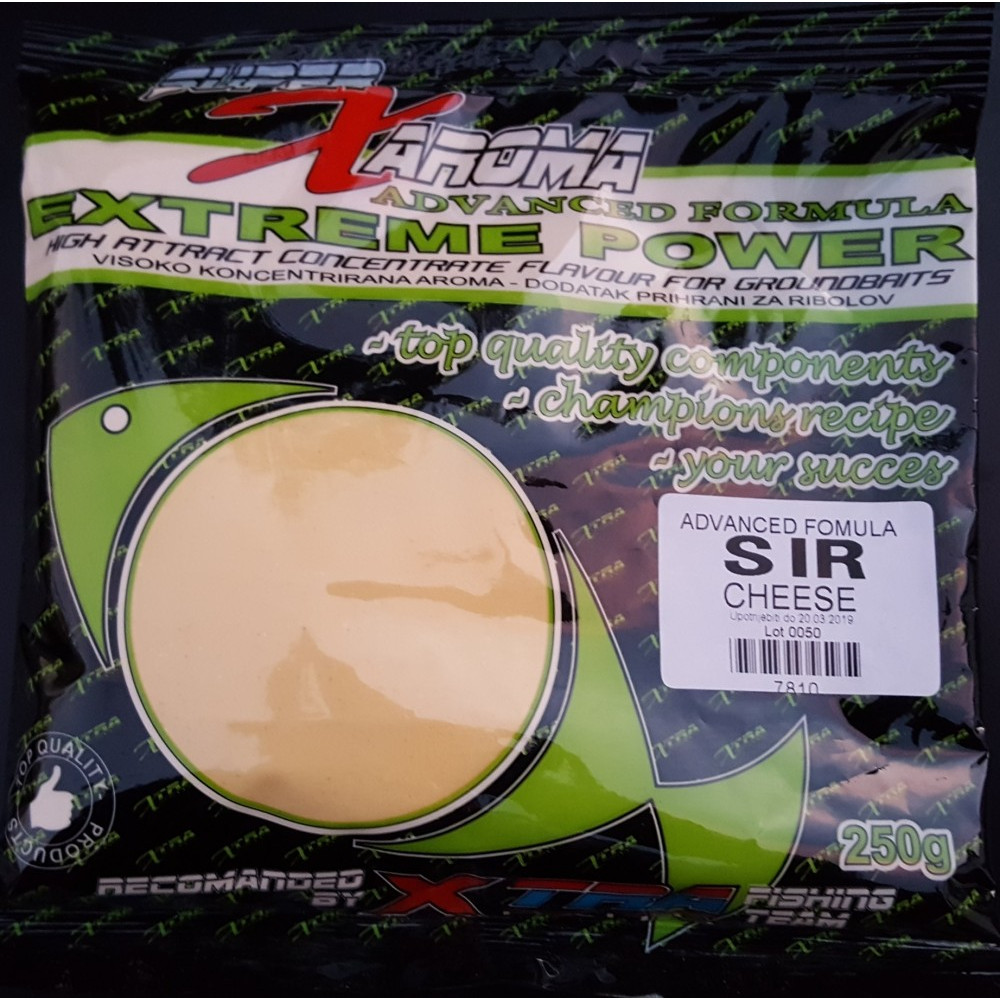 SUPER
X AROMA
ADVANCED FORMULA
EXTREME POWER
HIGH ATTRACT CONCENTRATE FLAVOUR FOR GROUNDBAITS
VISOKO KONCENTRIRANA AROMA - DODATAK PRIHRANI ZA RIBOLOV
~ top quality components
~ champions recipe
~ your succes
ADVANCED FOMULA
SIR
CHEESE
Upotrijebiti do 20.03.2019
Lot 0050
7810
TOP QUALITY
PRODUCTS
250g
RECOMANDED
BY
X TRA
FISHING
TEAM